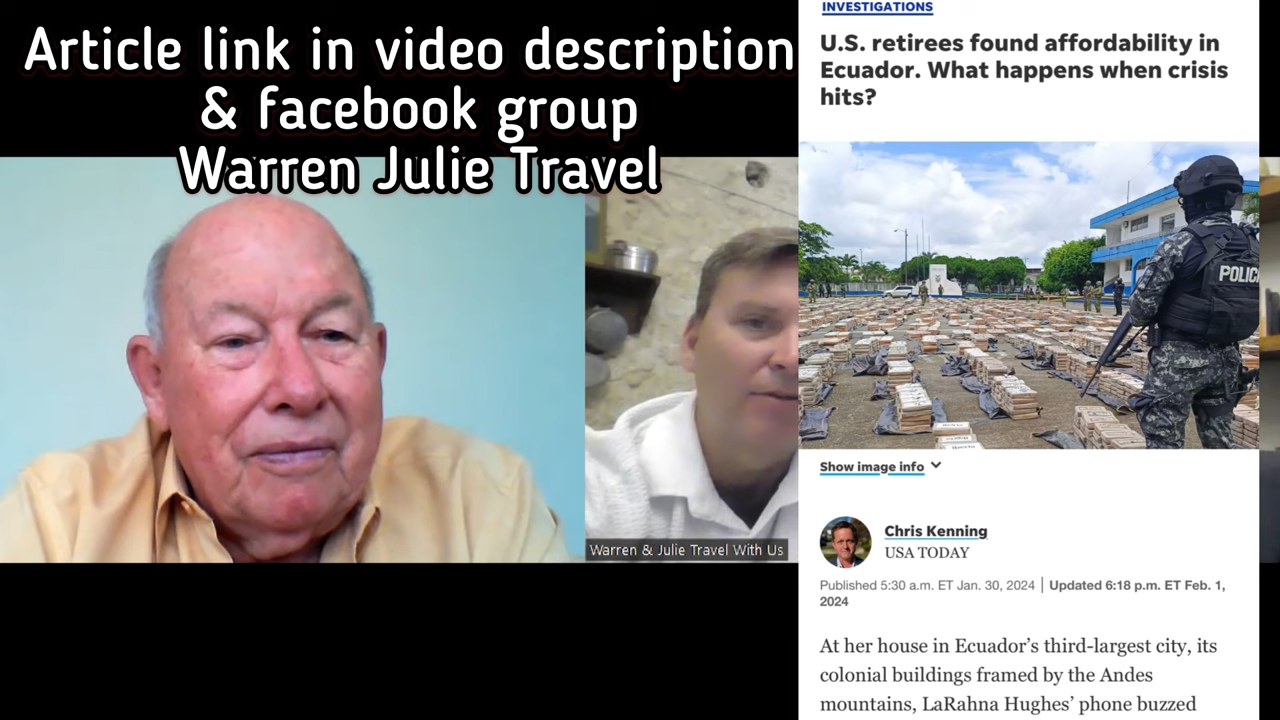 Article link in video description
& facebook group
Warren Julie Travel
Warren & Julie Travel With Us
INVESTIGATIONS
U.S. retirees found affordability in
Ecuador. What happens when crisis
hits?
Show image info
Chris Kenning
USA TODAY
Published 5:30 a.m. ET Jan. 30, 2024 | Updated 6:18 p.m. ET Feb. 1,
2024
At her house in Ecuador’s third-largest city, its
colonial buildings framed by the Andes
mountains, LaRahna Hughes’ phone buzzed